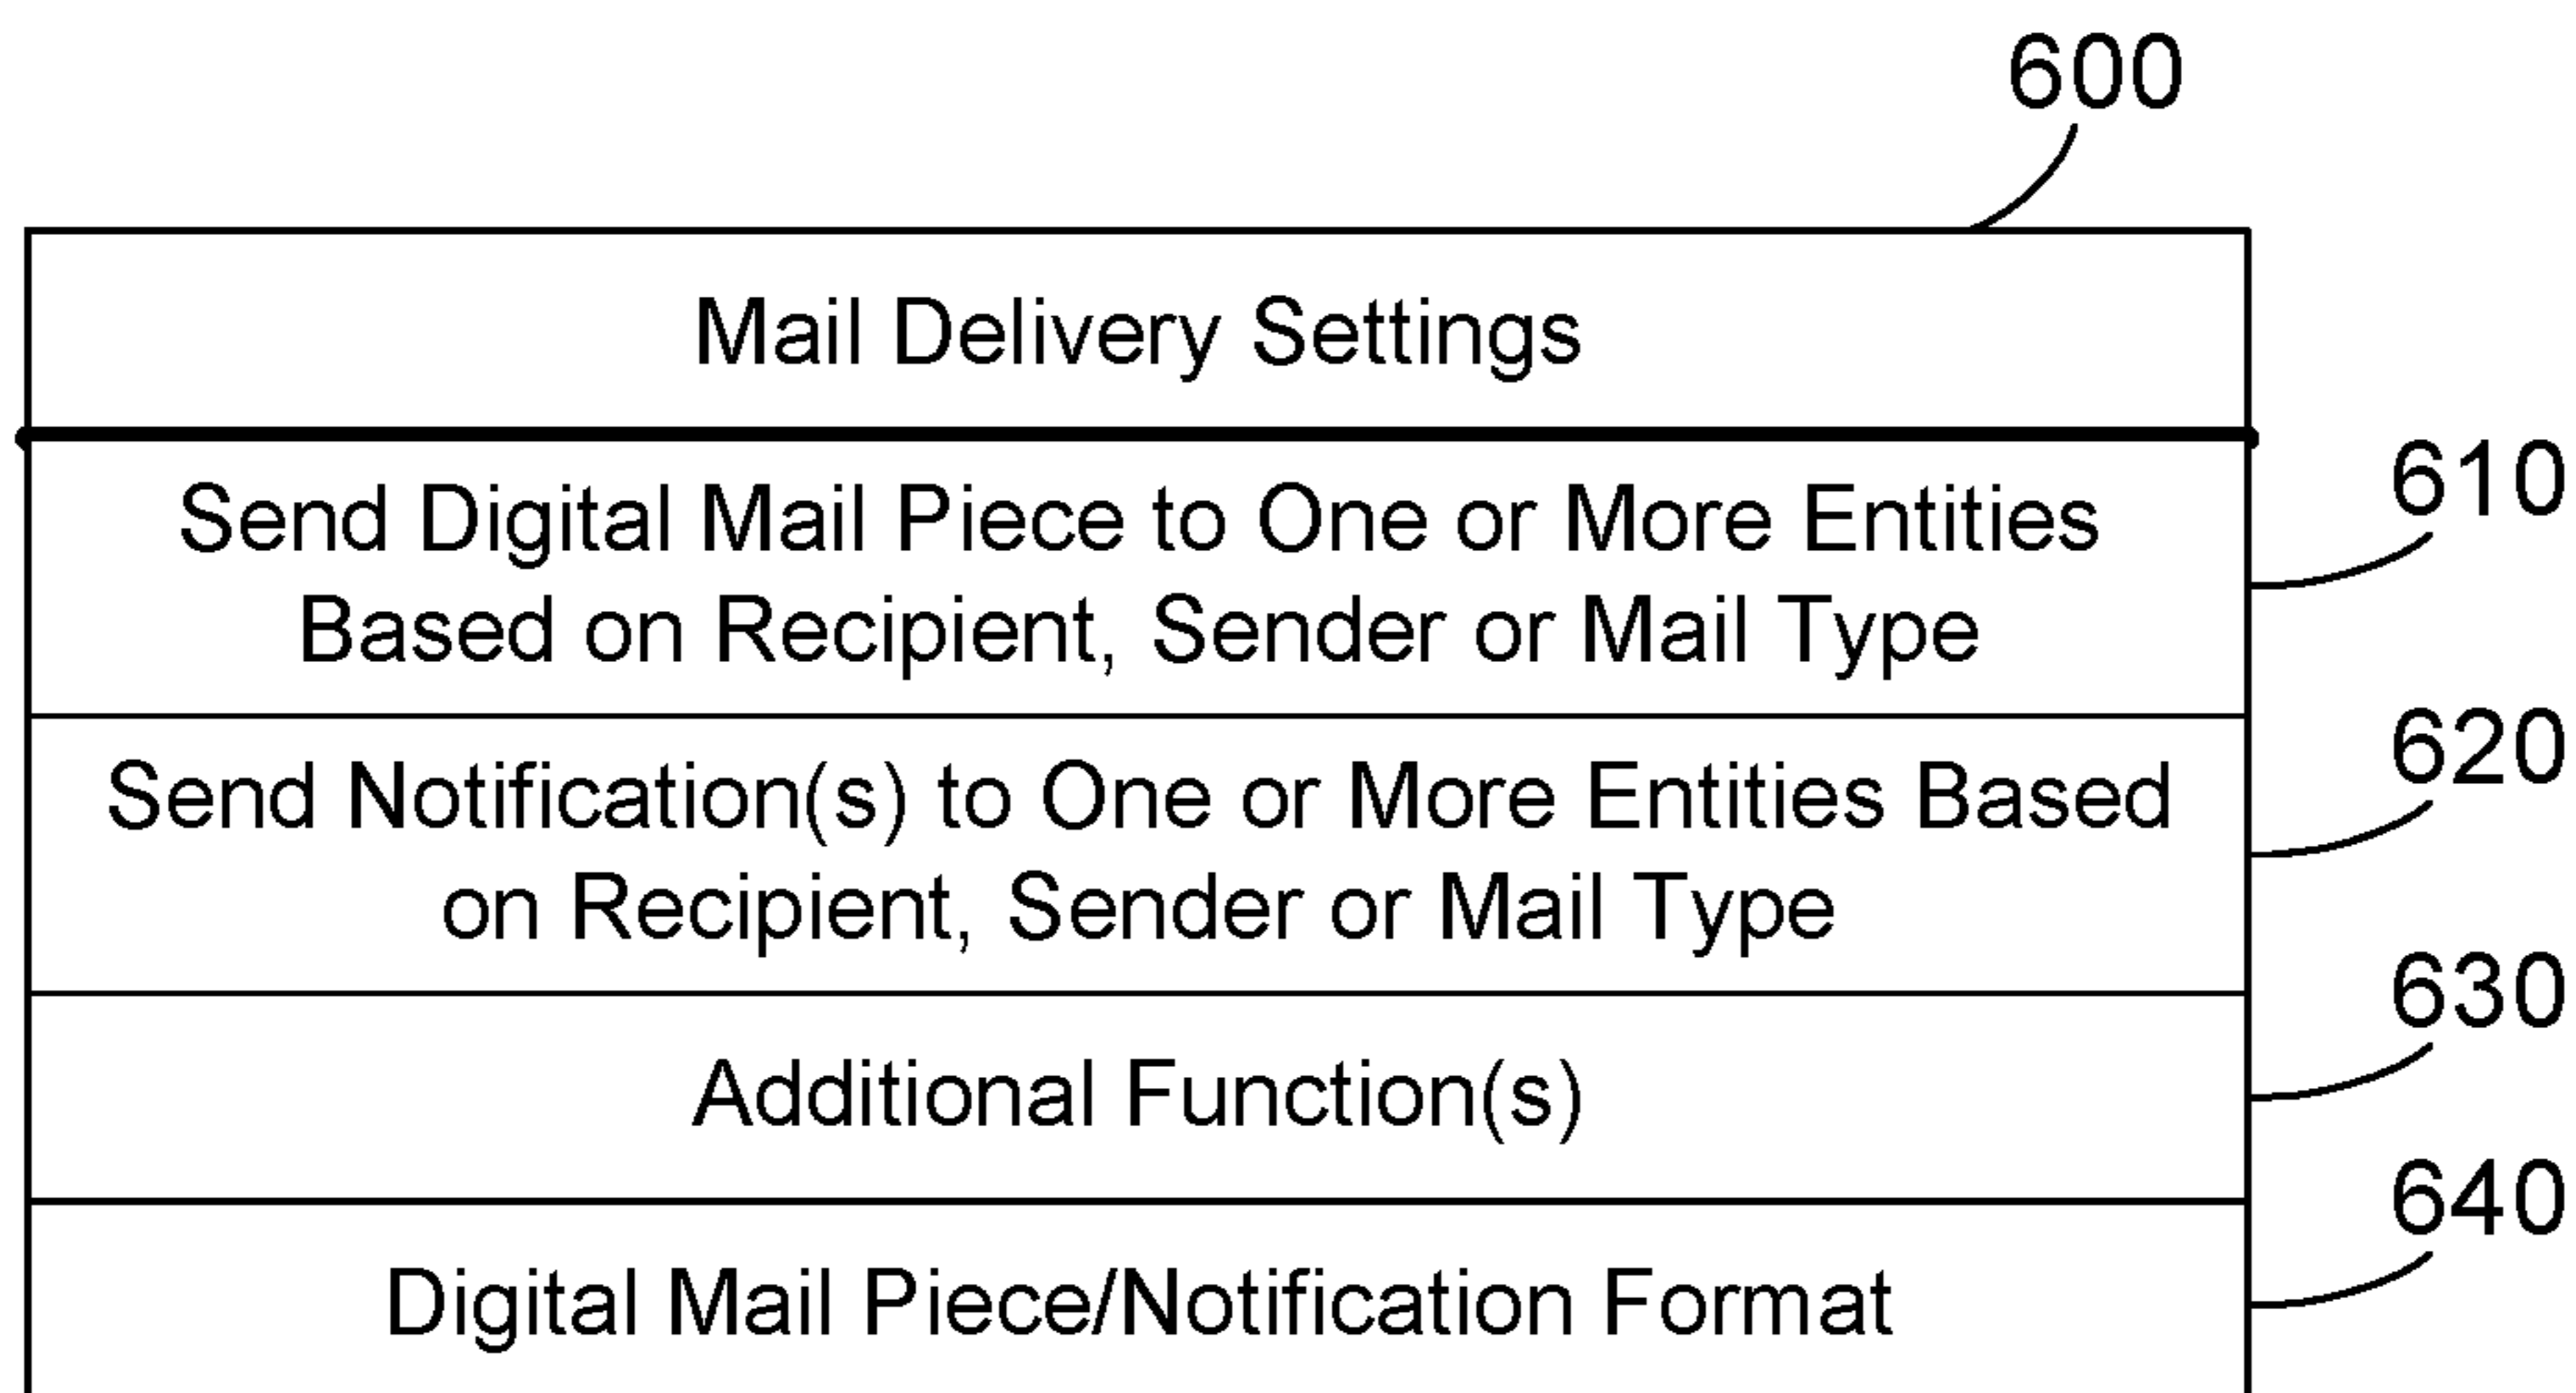 600
Mail Delivery Settings
610
Send Digital Mail Piece to One or More Entities
Based on Recipient, Sender or Mail Type
620
Send Notification(s) to One or More Entities Based
on Recipient, Sender or Mail Type
630
Additional Function(s)
640
Digital Mail Piece/Notification Format